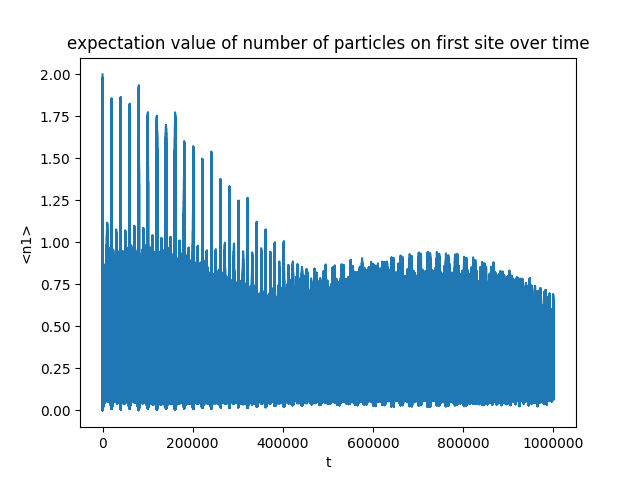 expectation value of number of particles on first site over time
2.00
1.75
1.50
1.25
1.00
0.75
0.50
0.25
0.00
<n1>
0 200000 400000 600000 800000 1000000
t